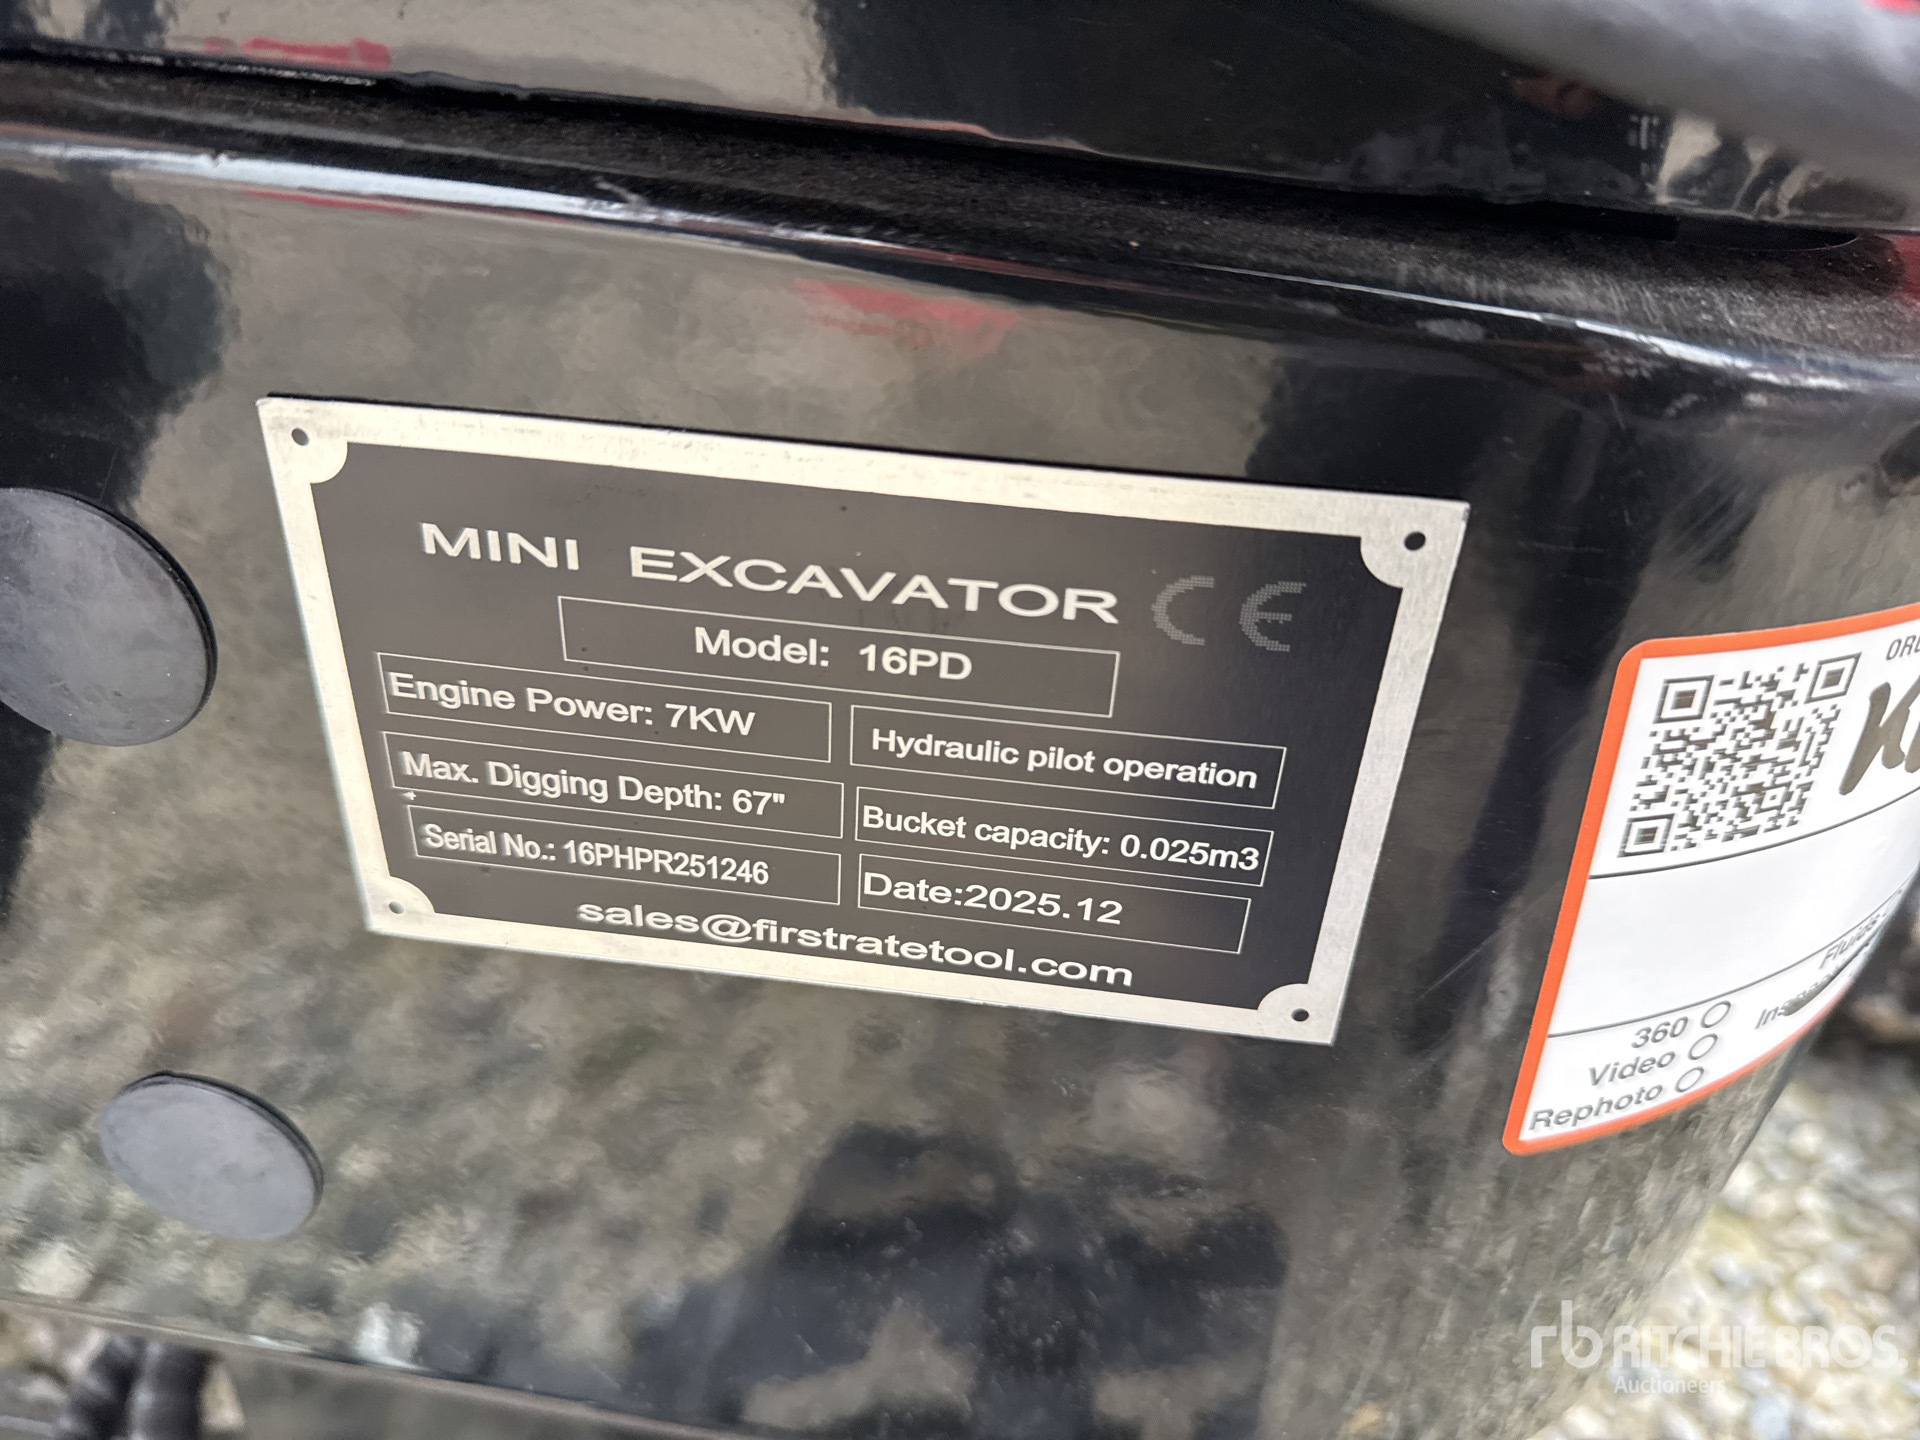 MINI EXCAVATOR CE
Model: 16PD
Engine Power: 7KW
Hydraulic pilot operation
Max. Digging Depth: 67"
Bucket capacity: 0.025m3
Serial No.: 16PHPR251246
Date:2025.12
sales@firstratetool.com
360
Video
Rephoto
Fluids
rb RITCHIE BROS.
Auctioneers